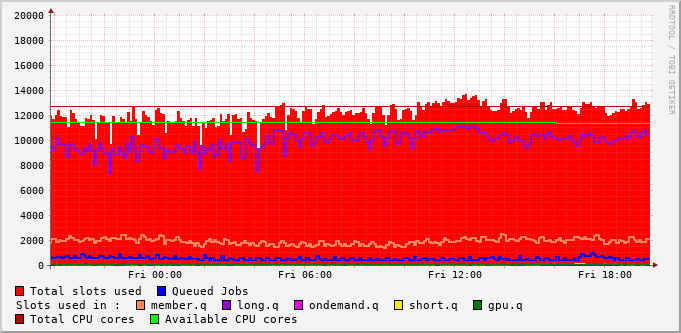 20000
18000
16000
14000
12000
10000
8000
6000
4000
2000
0
Fri 00:00 Fri 06:00 Fri 12:00 Fri 18:00
RRDTOOL / TOBI OETIKER
Total slots used Queued Jobs
Slots used in : member.q long.q ondemand.q short.q gpu.q
Total CPU cores Available CPU cores